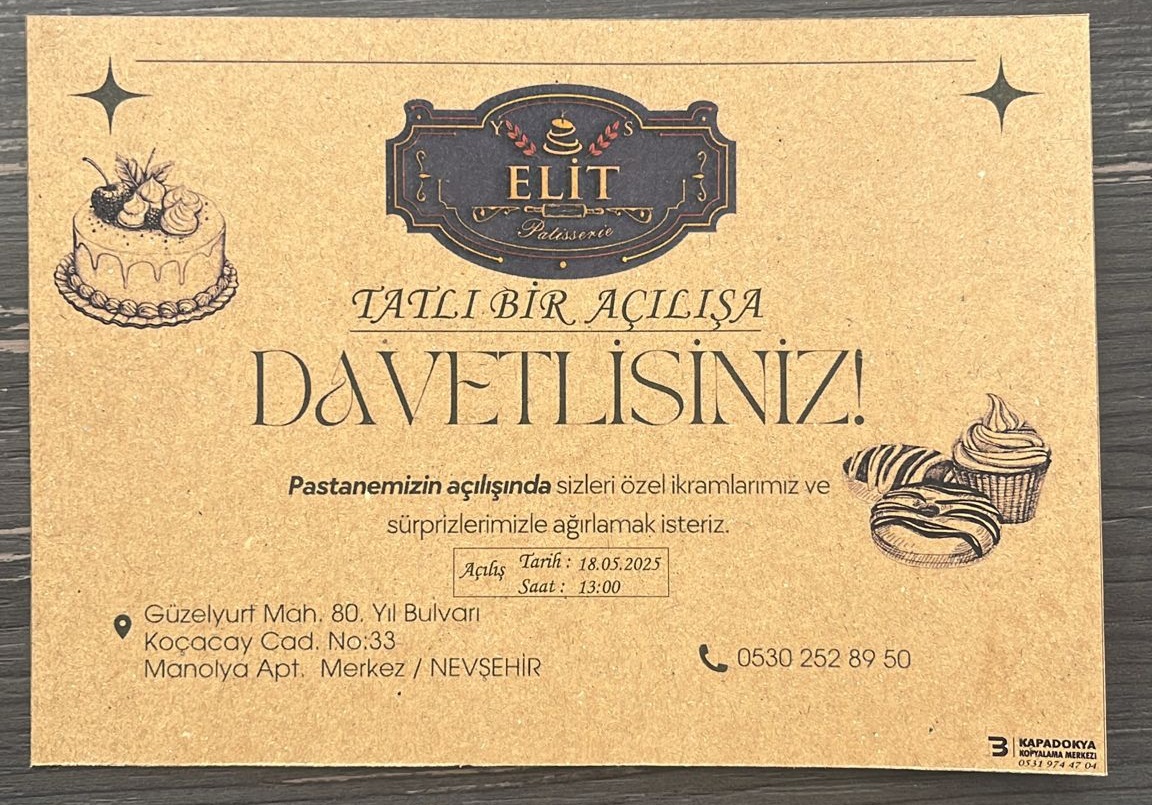 Y S
ELİT
Patisserie
TATLI BİR AÇILIŞA
DAVETLİSİNİZ!
Pastanemizin açılışında sizleri özel ikramlarımız ve
sürprizlerimizle ağırlamak isteriz.
Açılış Tarih : 18.05.2025
Saat : 13:00
Güzelyurt Mah. 80. Yıl Bulvarı
Koçacay Cad. No:33
Manolya Apt. Merkez / NEVŞEHİR
0530 252 89 50
KAPADOKYA
KOPYALAMA MERKEZİ
0531 974 47 04